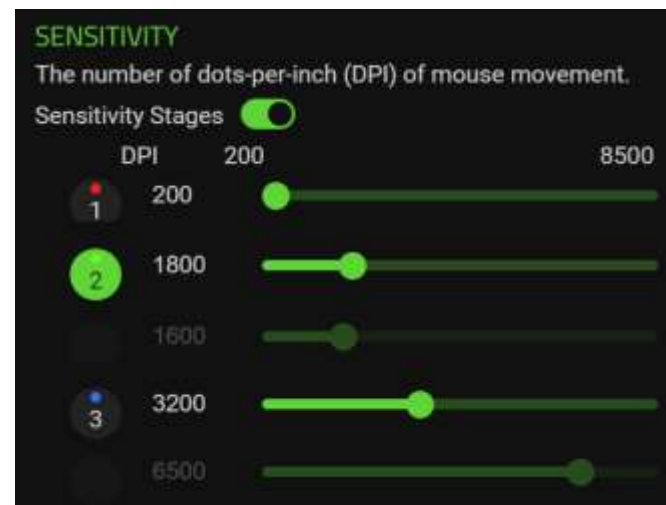 SENSITIVITY
The number of dots-per-inch (DPI) of mouse movement.
Sensitivity Stages
DPI 200 8500
1 200
2 1800
1600
3 3200
6500